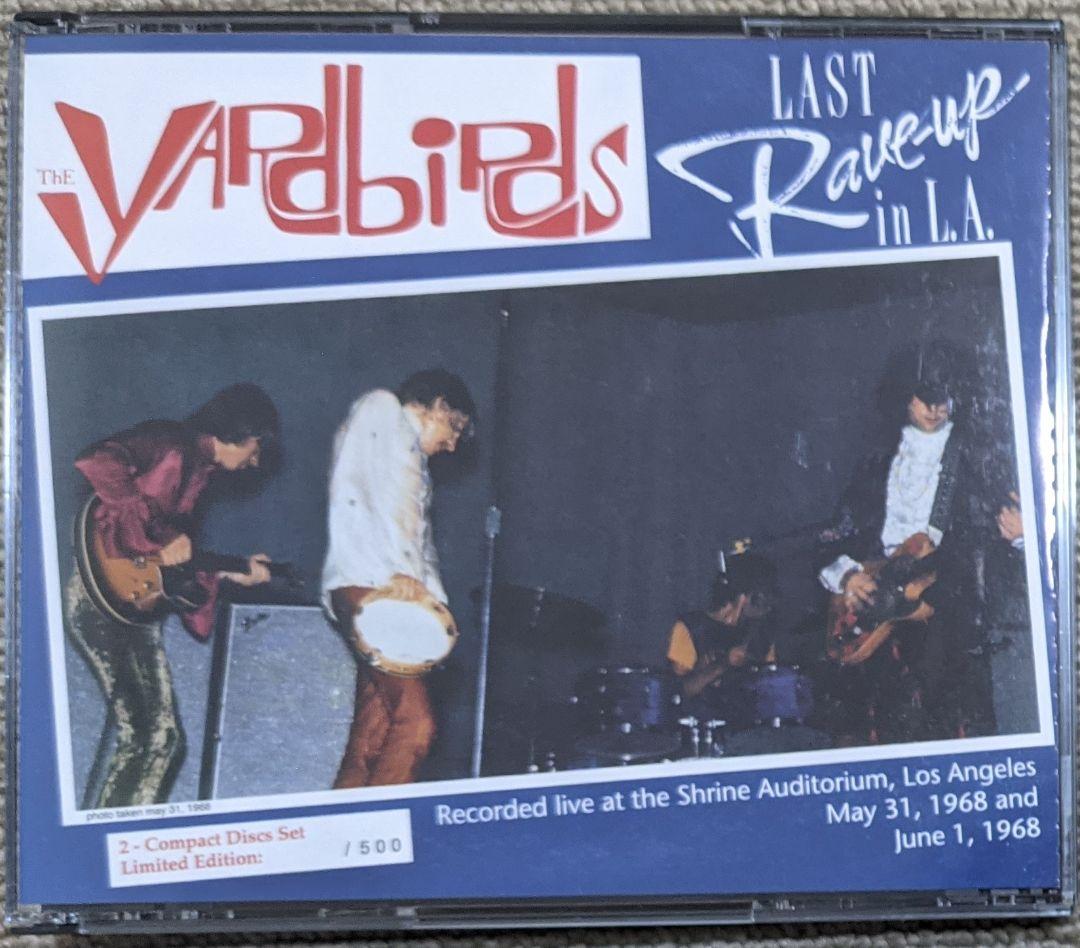 The Yardbirds
LAST
Rave-up
in L.A.
photo taken may 31, 1968
Recorded live at the Shrine Auditorium, Los Angeles
May 31, 1968 and
June 1, 1968
2 - Compact Discs Set
Limited Edition: / 500